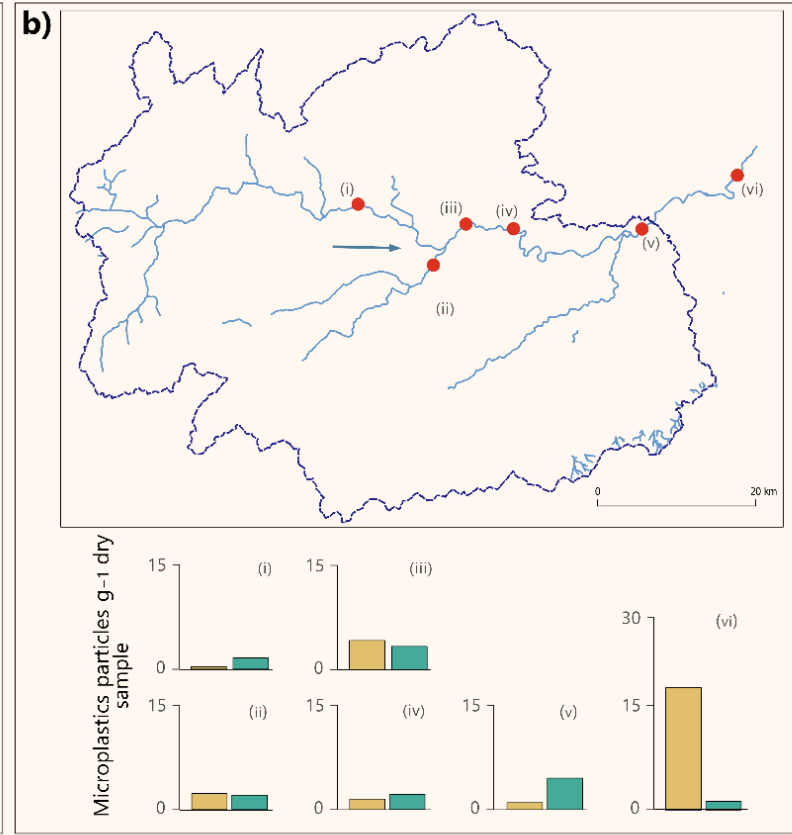 b)
(i)
(iii)
(iv)
(vi)
(v)
(ii)
0 20 km
Microplastics particles g–1 dry
sample
15
0
(i)
15
0
(iii)
30
15
0
(vi)
15
0
(ii)
15
0
(iv)
15
0
(v)